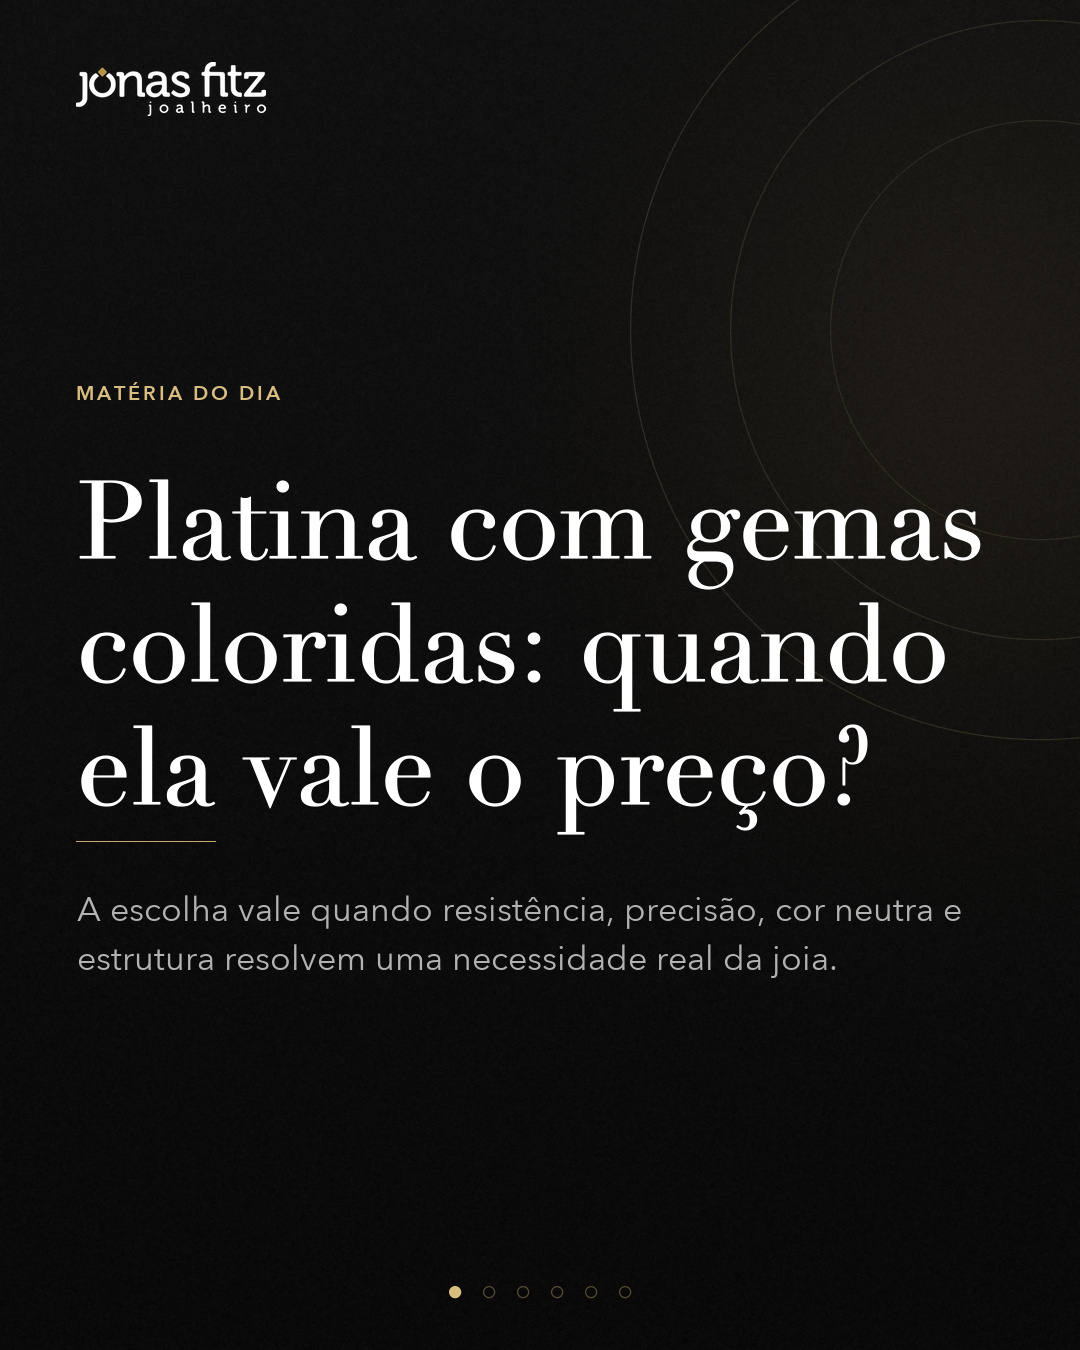 jonas fitz
joalheiro
MATÉRIA DO DIA
Platina com gemas
coloridas: quando
ela vale o preço?
A escolha vale quando resistência, precisão, cor neutra e
estrutura resolvem uma necessidade real da joia.